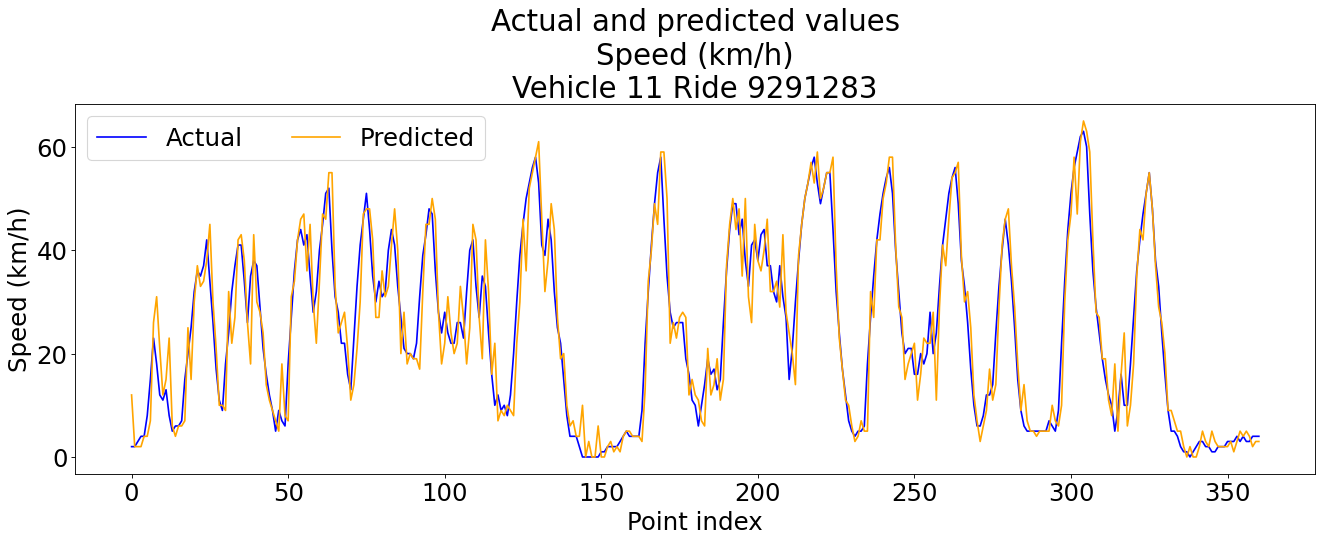 Actual and predicted values
Speed (km/h)
Vehicle 11 Ride 9291283
Actual
Predicted
Speed (km/h)
60
40
20
0
0 50 100 150 200 250 300 350
Point index